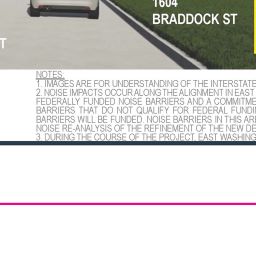 1604
BRADDOCK ST
T
NOTES:
1. IMAGES ARE FOR UNDERSTANDING OF THE INTERSTATE
2. NOISE IMPACTS OCCUR ALONG THE ALIGNMENT IN EAST
FEDERALLY FUNDED NOISE BARRIERS AND A COMMITME
BARRIERS THAT DO NOT QUALIFY FOR FEDERAL FUNDIN
BARRIERS WILL BE FUNDED. NOISE BARRIERS IN THIS ARE
NOISE RE-ANALYSIS OF THE REFINEMENT OF THE NEW DE
3. DURING THE COURSE OF THE PROJECT, EAST WASHING